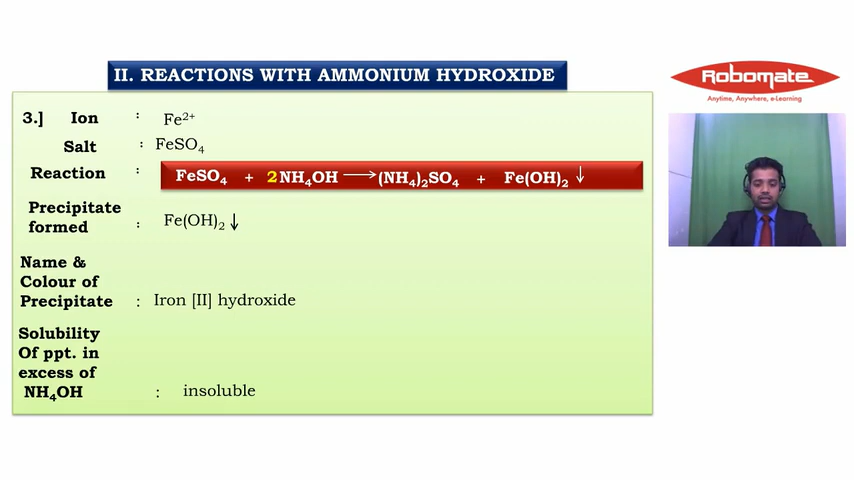 II. REACTIONS WITH AMMONIUM HYDROXIDE
Robomate
Anytime, Anywhere, e-Learning
3.] Ion : Fe²⁺
Salt : FeSO₄
Reaction : FeSO₄ + 2NH₄OH ⟶ (NH₄)₂SO₄ + Fe(OH)₂ ↓
Precipitate
formed : Fe(OH)₂ ↓
Name &
Colour of
Precipitate : Iron [II] hydroxide
Solubility
Of ppt. in
excess of
NH₄OH : insoluble